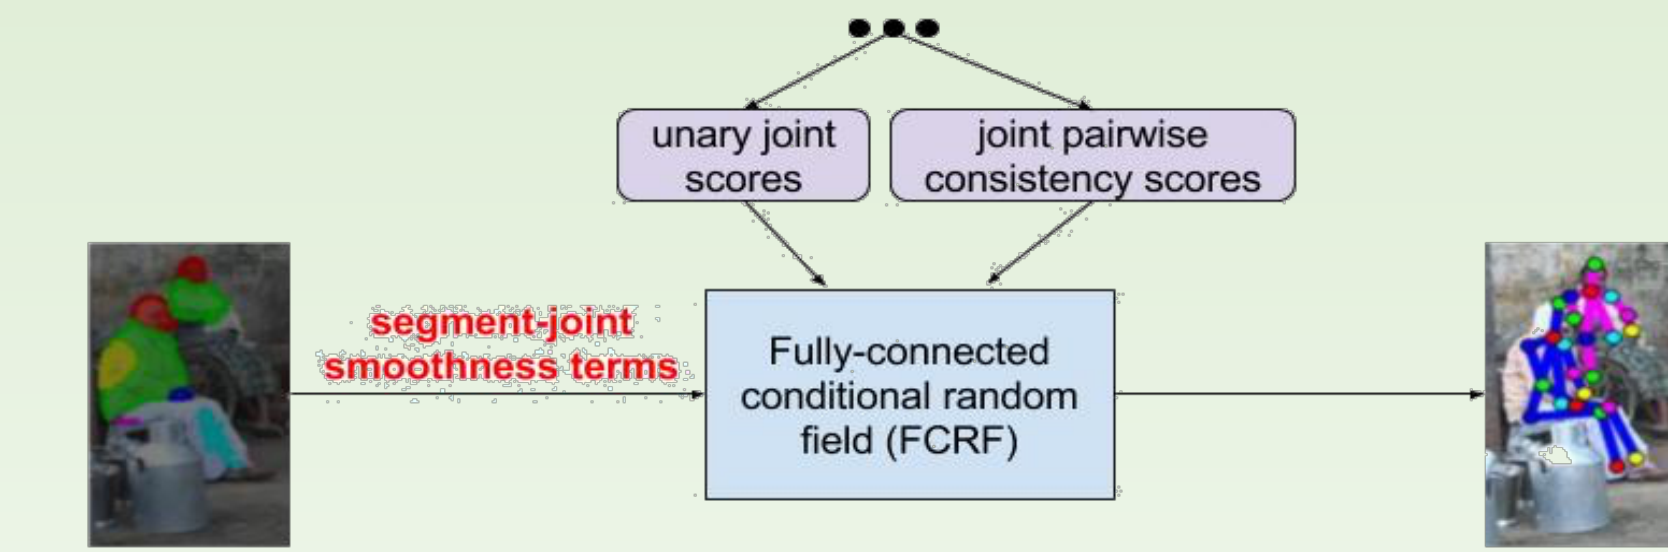 unary joint
scores
joint pairwise
consistency scores
segment-joint
smoothness terms
Fully-connected
conditional random
field (FCRF)